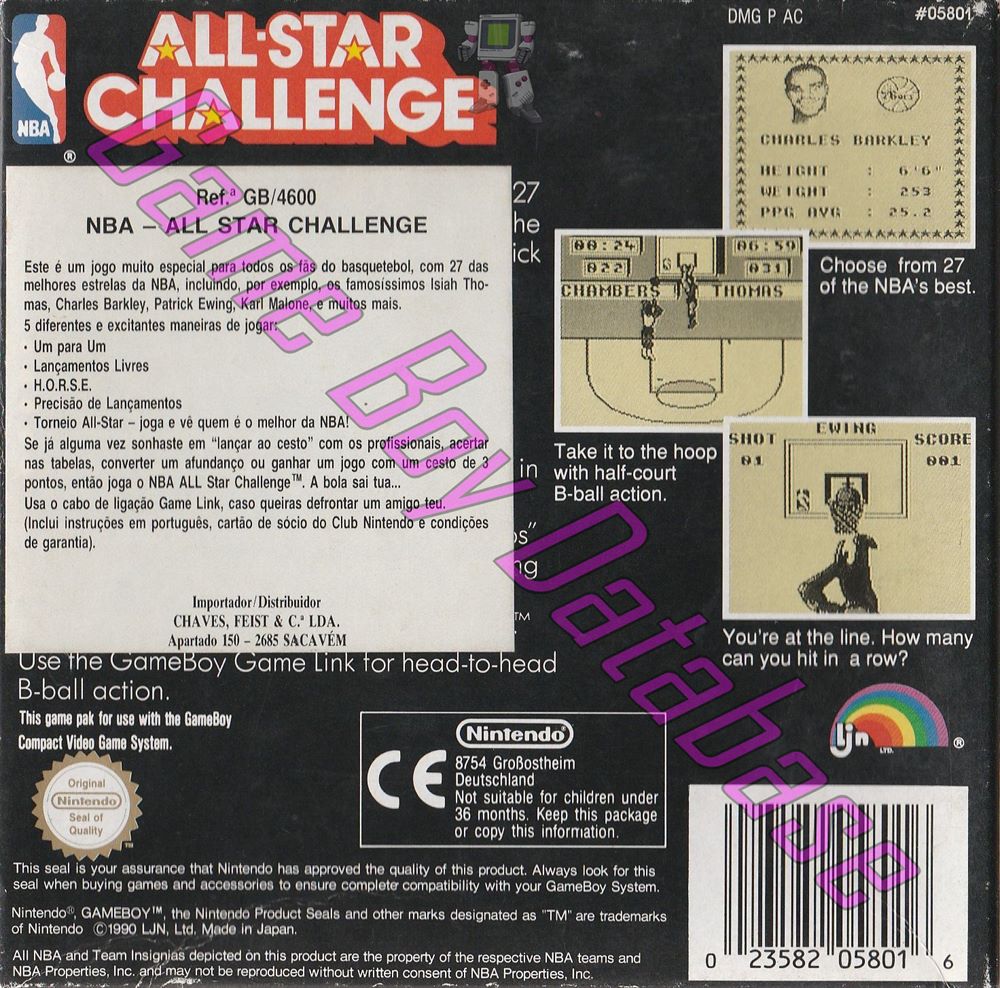 ALL·STAR
CHALLENGE
NBA
®
DMG P AC
#05801
CHARLES BARKLEY
HEIGHT : 6'6"
WEIGHT : 253
PPG AVG : 25.2
Choose from 27
of the NBA's best.
Ref.ª GB/4600
NBA – ALL STAR CHALLENGE
Este é um jogo muito especial para todos os fãs do basquetebol, com 27 das
melhores estrelas da NBA, incluindo, por exemplo, os famosíssimos Isiah Tho-
mas, Charles Barkley, Patrick Ewing, Karl Malone, e muitos mais.
5 diferentes e excitantes maneiras de jogar:
· Um para Um
· Lançamentos Livres
· H.O.R.S.E.
· Precisão de Lançamentos
· Torneio All-Star – joga e vê quem é o melhor da NBA!
Se já alguma vez sonhaste em "lançar ao cesto" com os profissionais, acertar
nas tabelas, converter um afundanço ou ganhar um jogo com um cesto de 3
pontos, então joga o NBA ALL Star Challenge™. A bola sai tua...
Usa o cabo de ligação Game Link, caso queiras defrontar um amigo teu.
(Inclui instruções em português, cartão de sócio do Club Nintendo e condições
de garantia).
Importador/Distribuidor
CHAVES, FEIST & C.ª LDA.
Apartado 150 – 2685 SACAVÉM
27
he
ick
in
os"
ng
™
00:24 06:59
022 031
CHAMBERS THOMAS
Take it to the hoop
with half-court
B-ball action.
EWING
SHOT SCORE
01 001
You're at the line. How many
can you hit in a row?
Use the GameBoy Game Link for head-to-head
B-ball action.
This game pak for use with the GameBoy
Compact Video Game System.
Original
Nintendo
Seal of
Quality
TM
CE
Nintendo®
8754 Großostheim
Deutschland
Not suitable for children under
36 months. Keep this package
or copy this information.
ljn
LTD.
®
This seal is your assurance that Nintendo has approved the quality of this product. Always look for this
seal when buying games and accessories to ensure complete compatibility with your GameBoy System.
Nintendo®, GAMEBOY™, the Nintendo Product Seals and other marks designated as "TM" are trademarks
of Nintendo ©1990 LJN, Ltd. Made in Japan.
All NBA and Team Insignias depicted on this product are the property of the respective NBA teams and
NBA Properties, Inc. and may not be reproduced without written consent of NBA Properties, Inc.
0 23582 05801 6
Game Boy Database